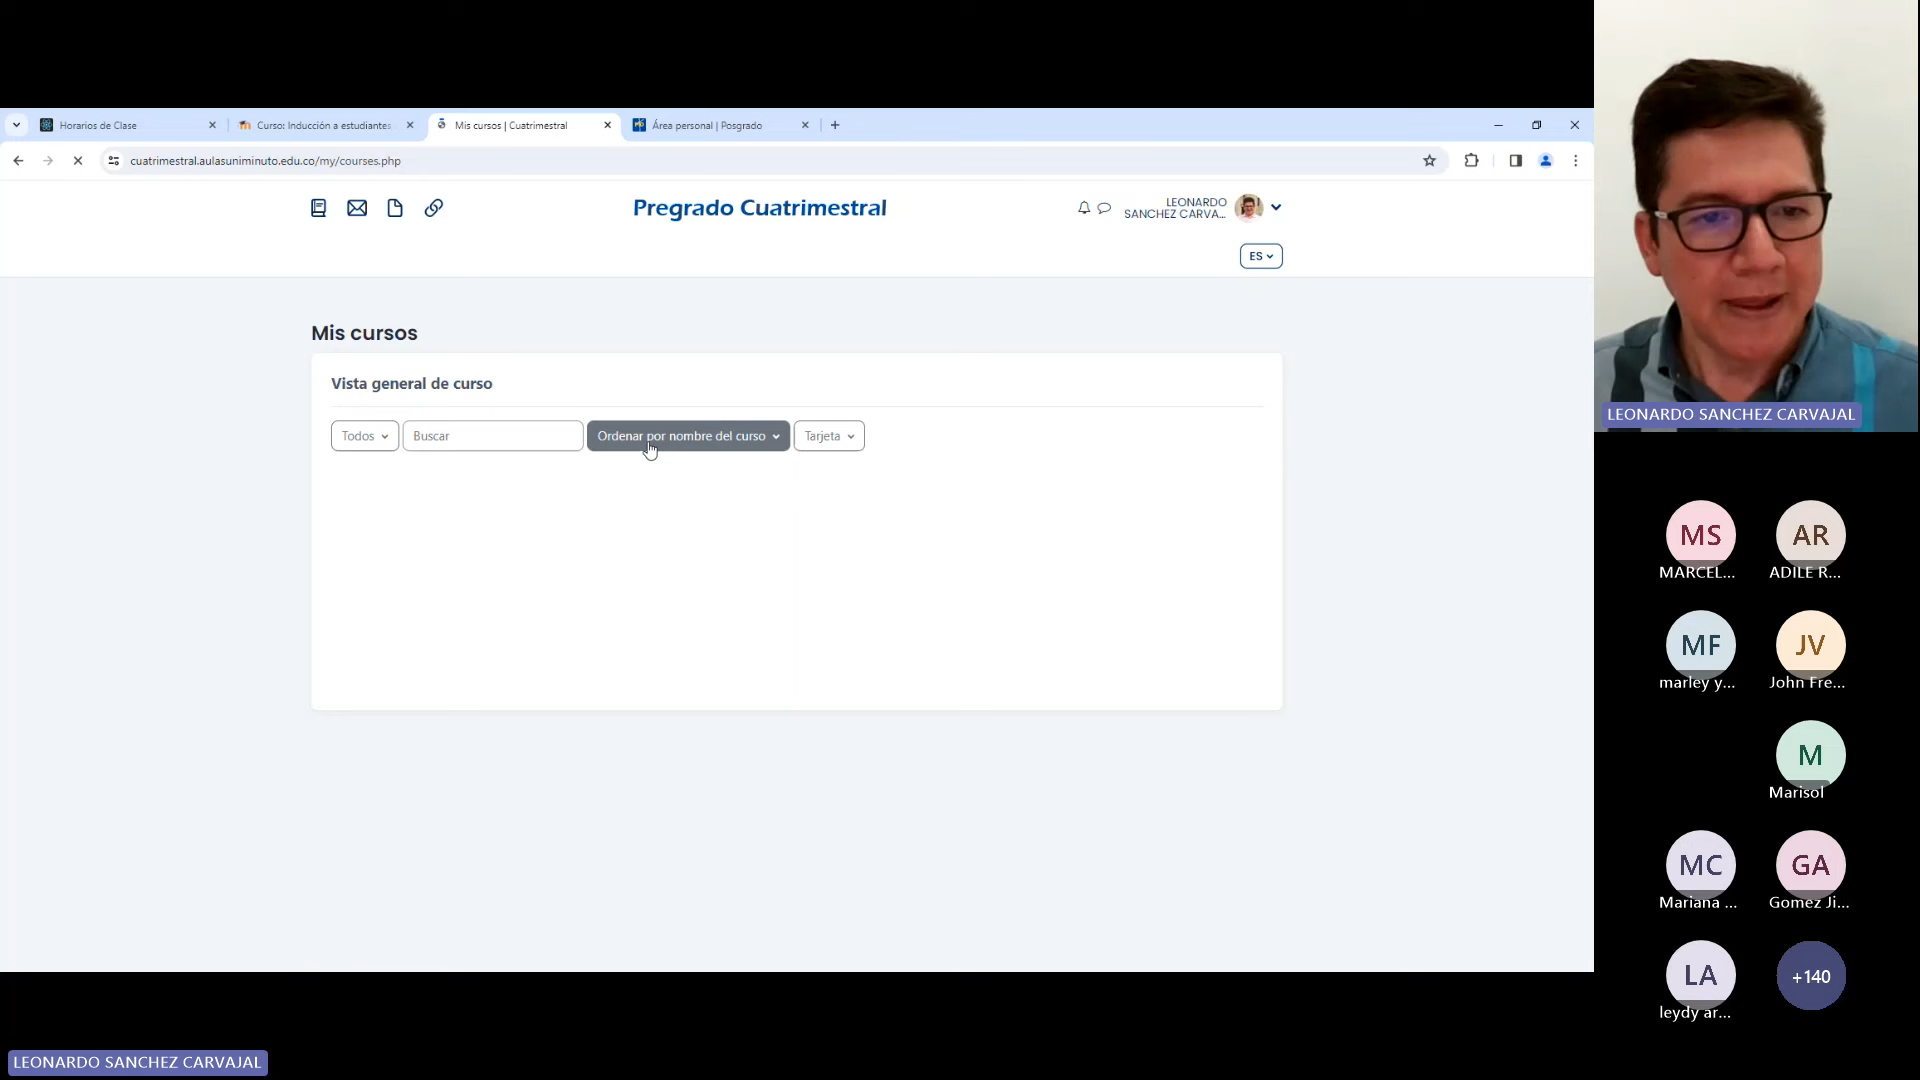 Horarios de Clase
Curso: Inducción a estudiantes
Mis cursos | Cuatrimestral
Área personal | Posgrado
cuatrimestral.aulasuniminuto.edu.co/my/courses.php
Pregrado Cuatrimestral
LEONARDO
SANCHEZ CARVA...
ES
Mis cursos
Vista general de curso
Todos
Buscar
Ordenar por nombre del curso
Tarjeta
LEONARDO SANCHEZ CARVAJAL
MS
MARCEL...
AR
ADILE R...
MF
marley y...
JV
John Fre...
M
Marisol
MC
Mariana ...
GA
Gomez Ji...
LA
leydy ar...
+140
LEONARDO SANCHEZ CARVAJAL